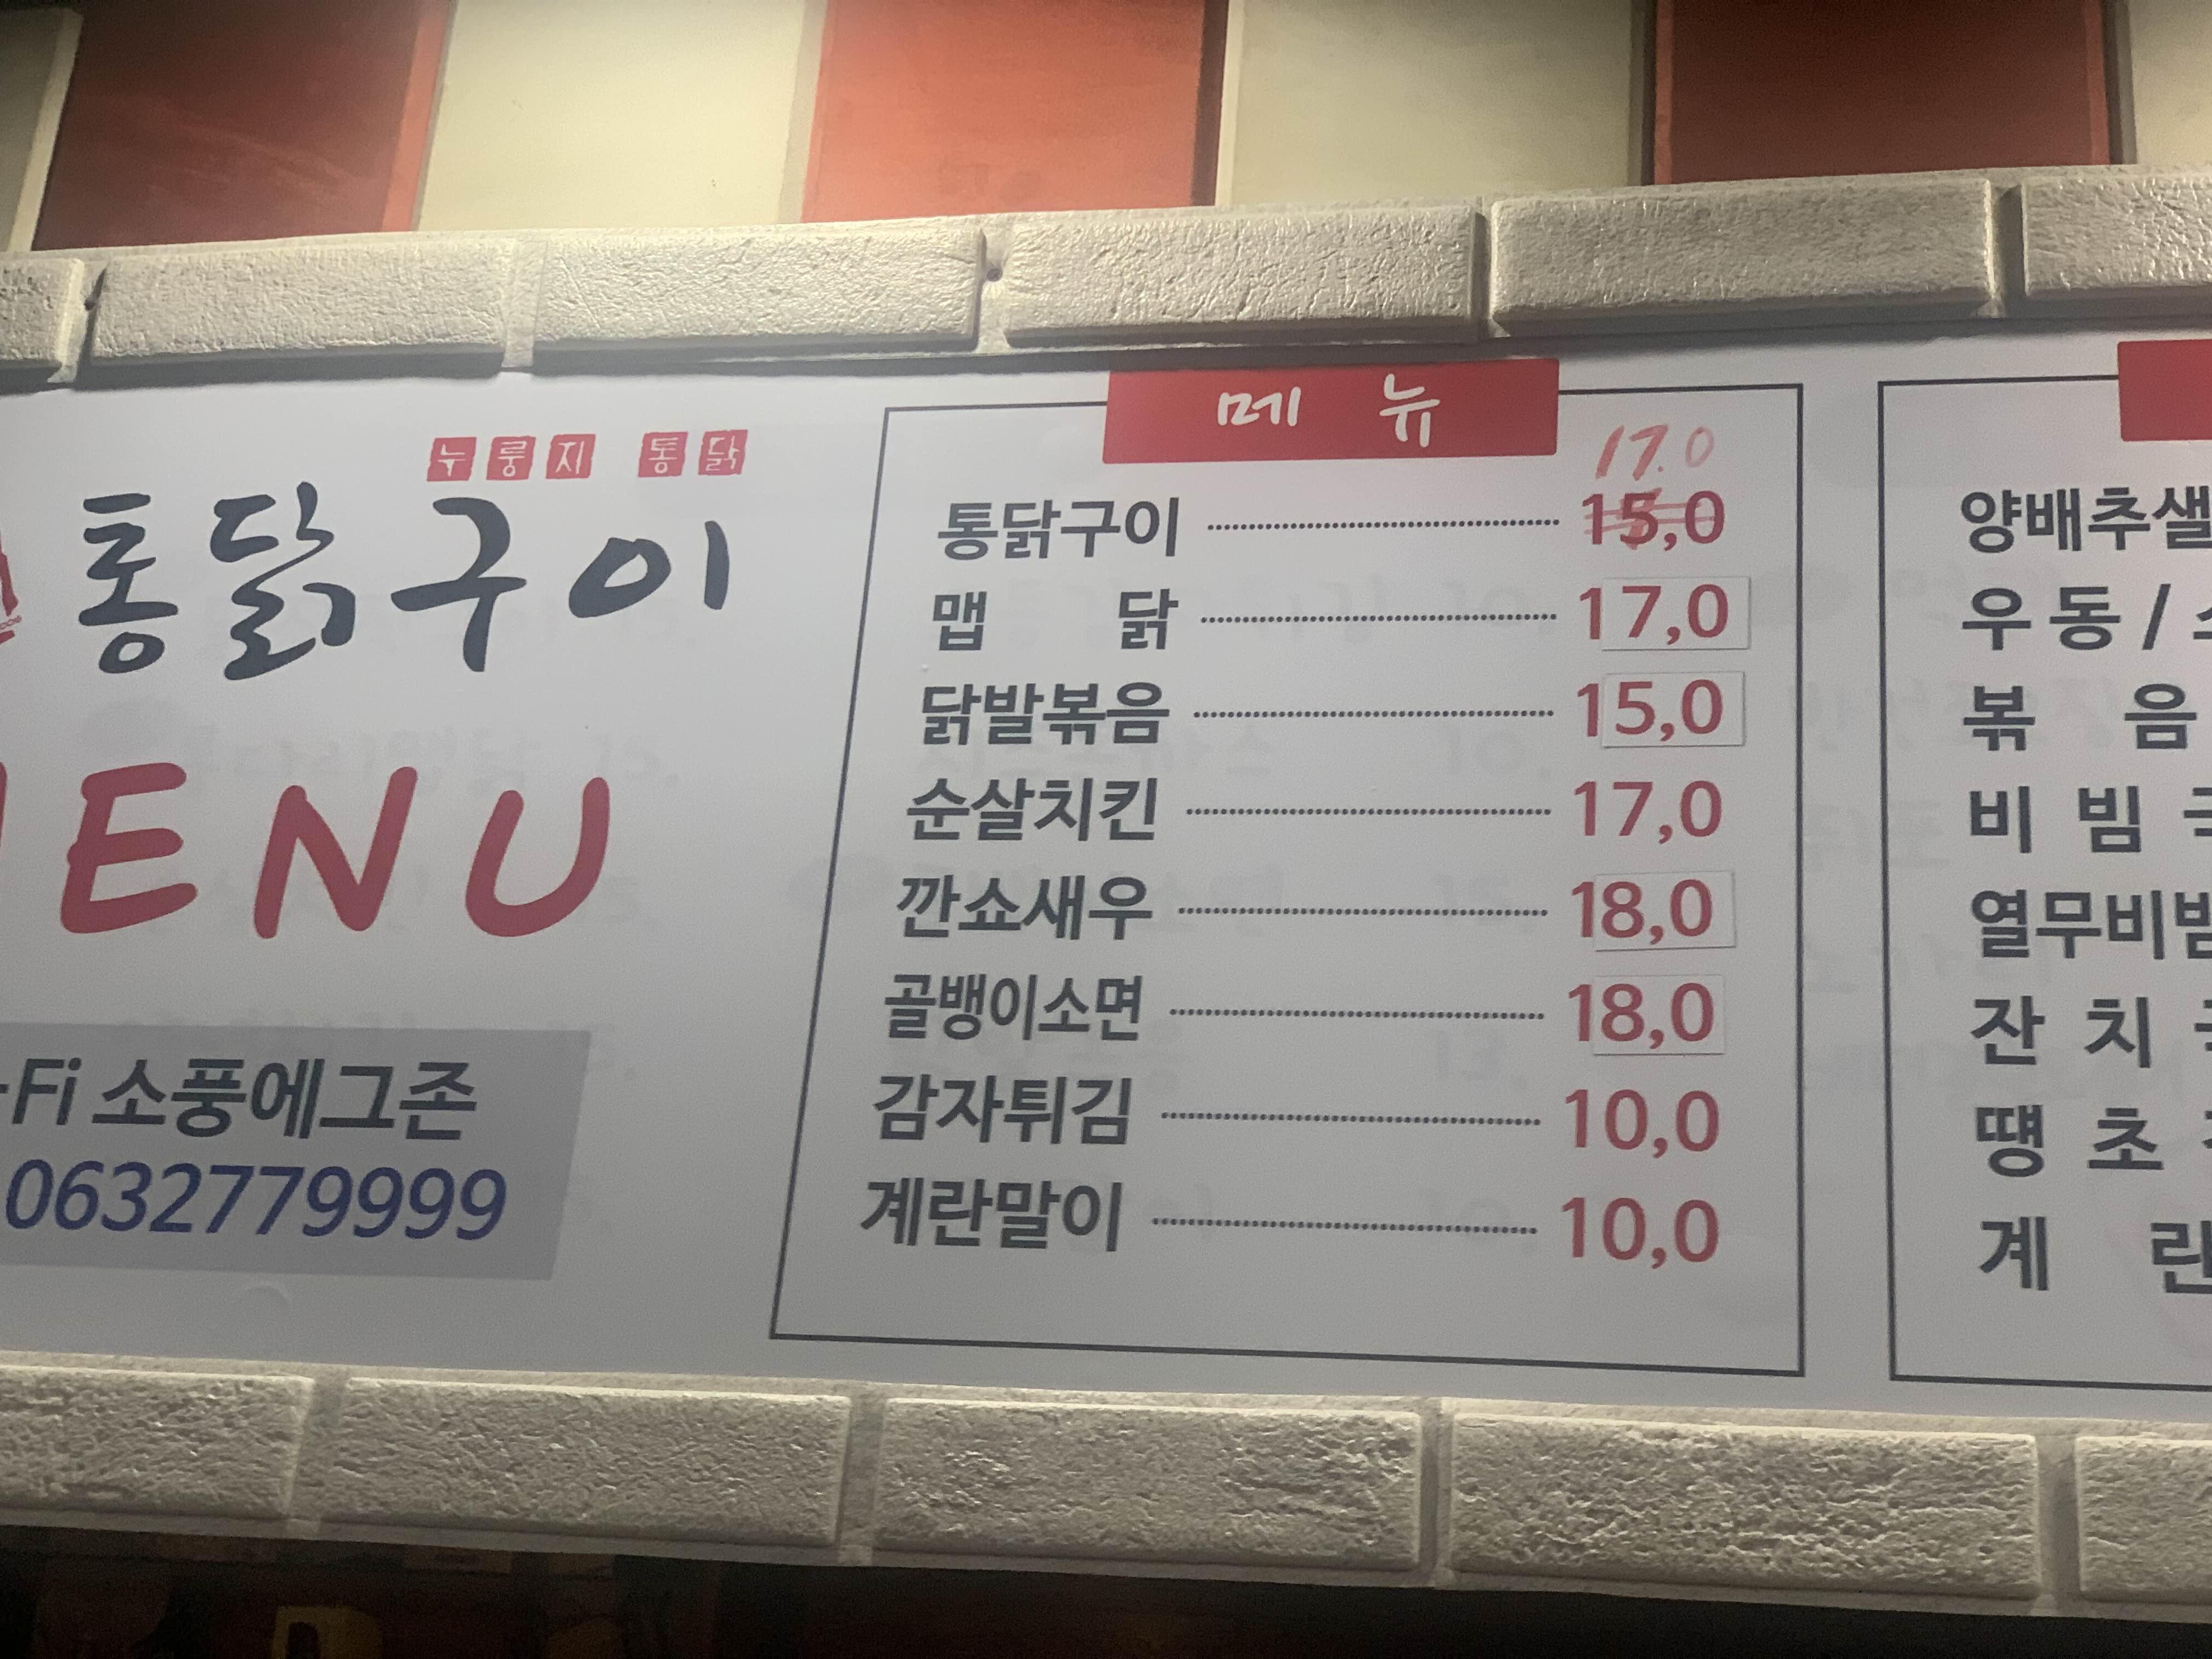 누룽지 통닭
통닭구이
ENU
-Fi 소풍에그존
0632779999
메뉴
17.0
통닭구이 15,0
맵 닭 17,0
닭발볶음 15,0
순살치킨 17,0
깐쇼새우 18,0
골뱅이소면 18,0
감자튀김 10,0
계란말이 10,0
양배추샐
우동/
볶 음
비 빔
열무비빔
잔 치
땡 초
계 란